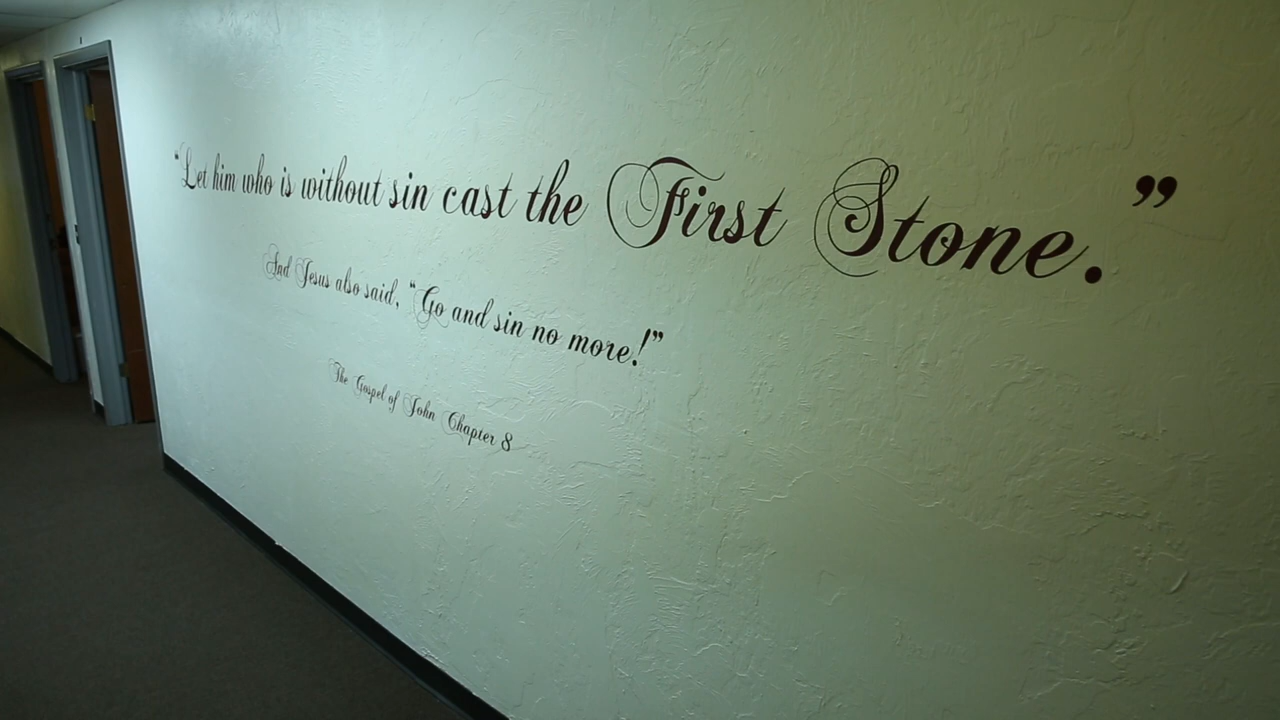 “Let him who is without sin cast the First Stone.”
And Jesus also said, “Go and sin no more!”
The Gospel of John Chapter 8